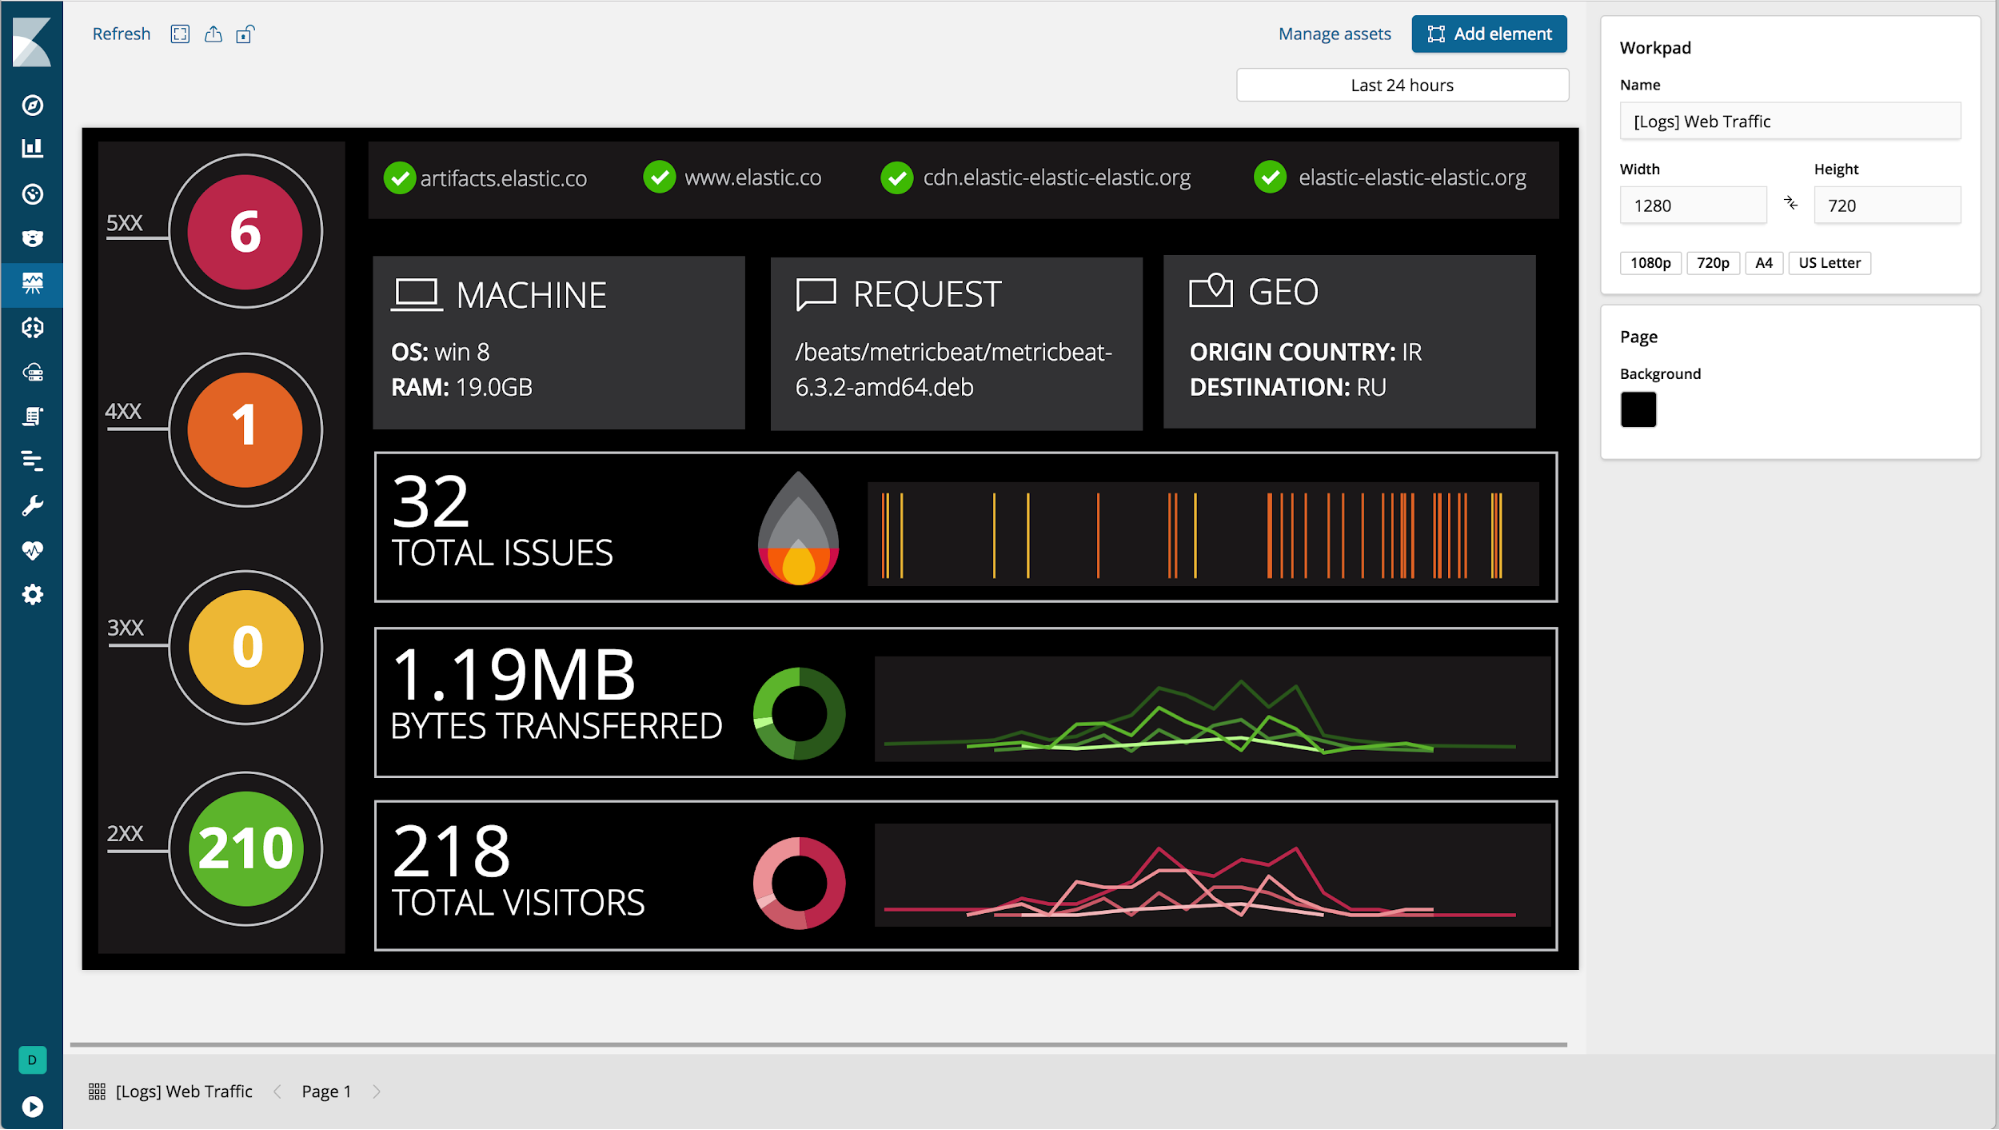 Refresh
Manage assets
Add element
Last 24 hours
5XX
6
4XX
1
3XX
0
2XX
210
artifacts.elastic.co
www.elastic.co
cdn.elastic-elastic-elastic.org
elastic-elastic-elastic.org
MACHINE
OS: win 8
RAM: 19.0GB
REQUEST
/beats/metricbeat/metricbeat-
6.3.2-amd64.deb
GEO
ORIGIN COUNTRY: IR
DESTINATION: RU
32
TOTAL ISSUES
1.19MB
BYTES TRANSFERRED
218
TOTAL VISITORS
Workpad
Name
[Logs] Web Traffic
Width
Height
1280
720
1080p
720p
A4
US Letter
Page
Background
D
[Logs] Web Traffic
Page 1